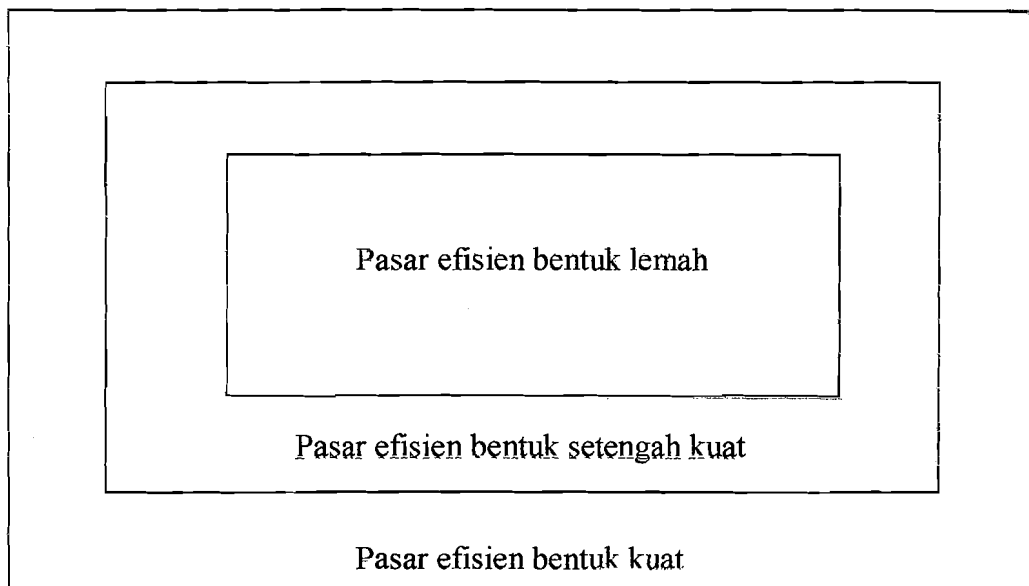 Pasar efisien bentuk lemah
Pasar efisien bentuk setengah kuat
Pasar efisien bentuk kuat